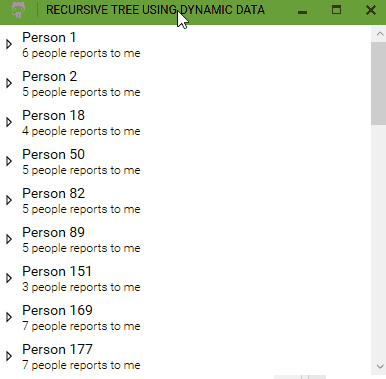 RECURSIVE TREE USING DYNAMIC DATA
Person 1
6 people reports to me
Person 2
5 people reports to me
Person 18
4 people reports to me
Person 50
5 people reports to me
Person 82
5 people reports to me
Person 89
5 people reports to me
Person 151
3 people reports to me
Person 169
7 people reports to me
Person 177
7 people reports to me